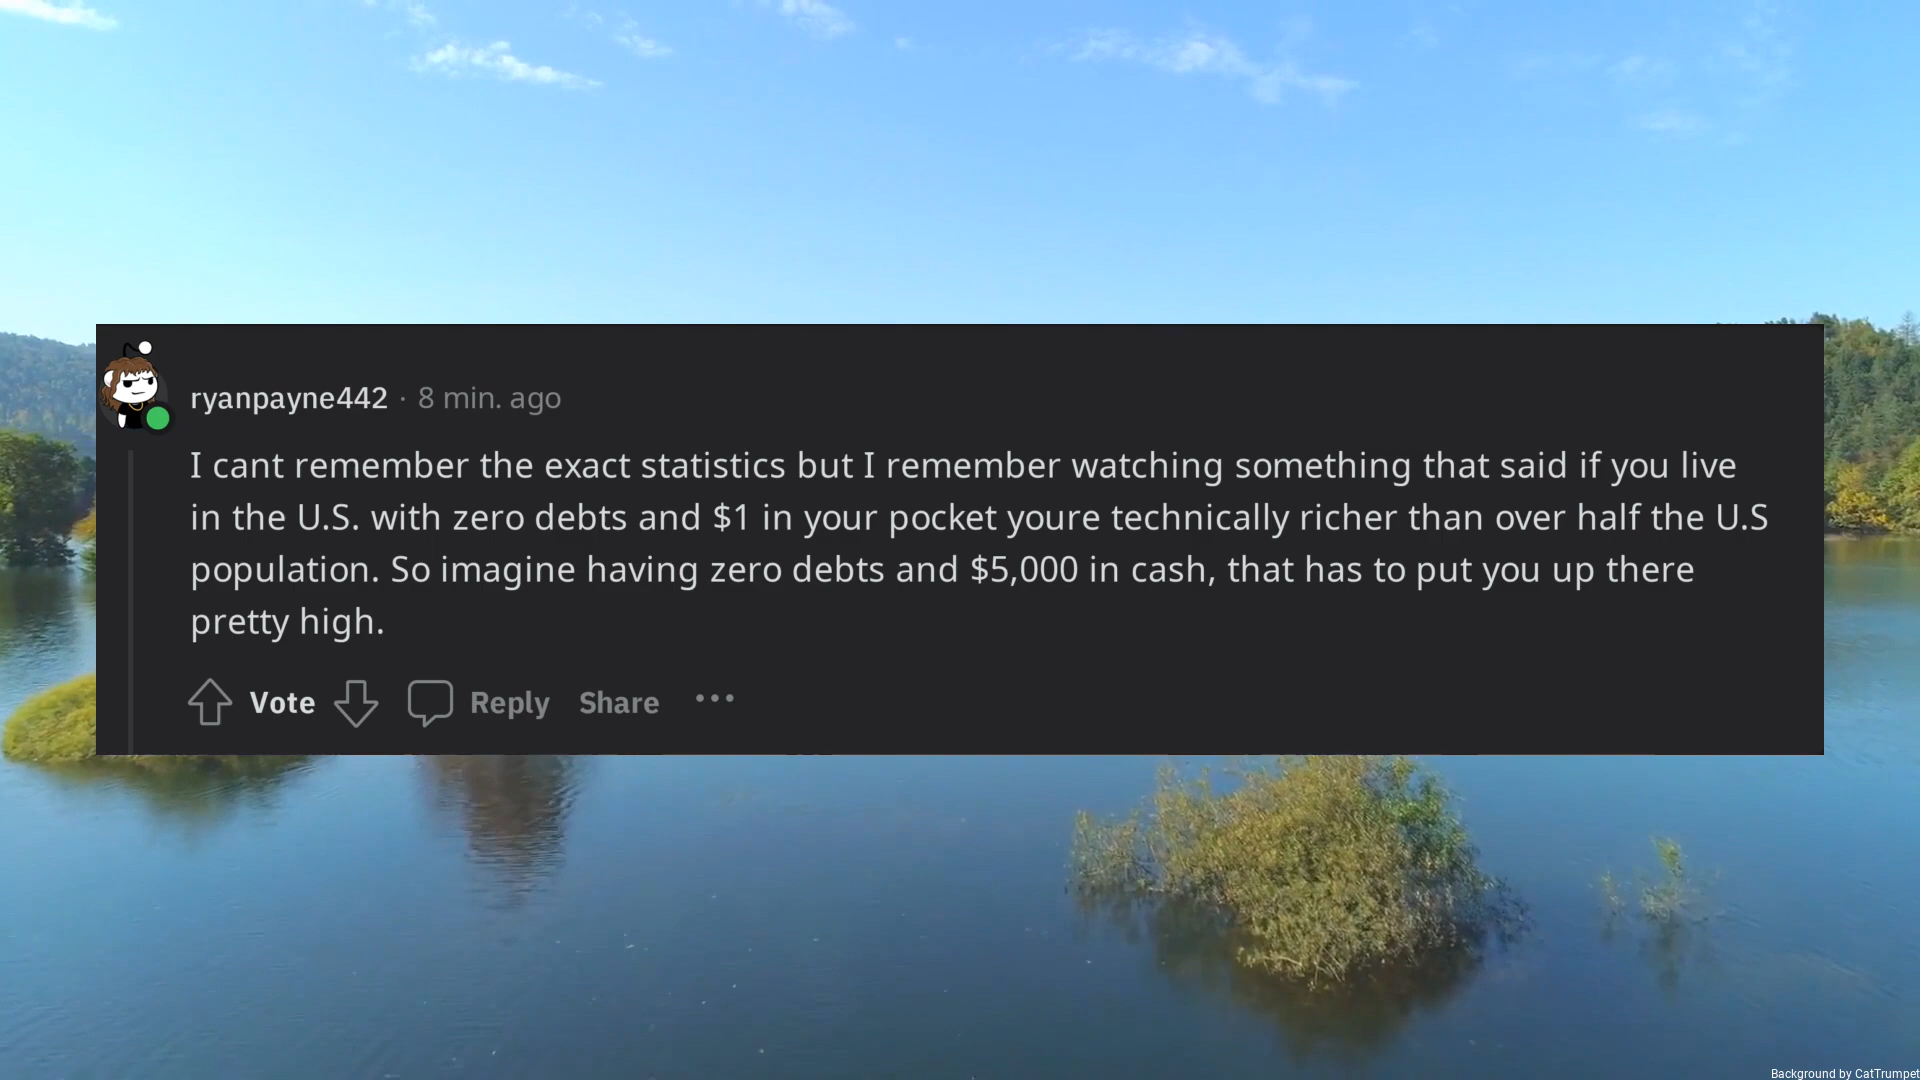 ryanpayne442 · 8 min. ago
I cant remember the exact statistics but I remember watching something that said if you live
in the U.S. with zero debts and $1 in your pocket youre technically richer than over half the U.S
population. So imagine having zero debts and $5,000 in cash, that has to put you up there
pretty high.
Vote Reply Share ···
Background by CatTrumpet